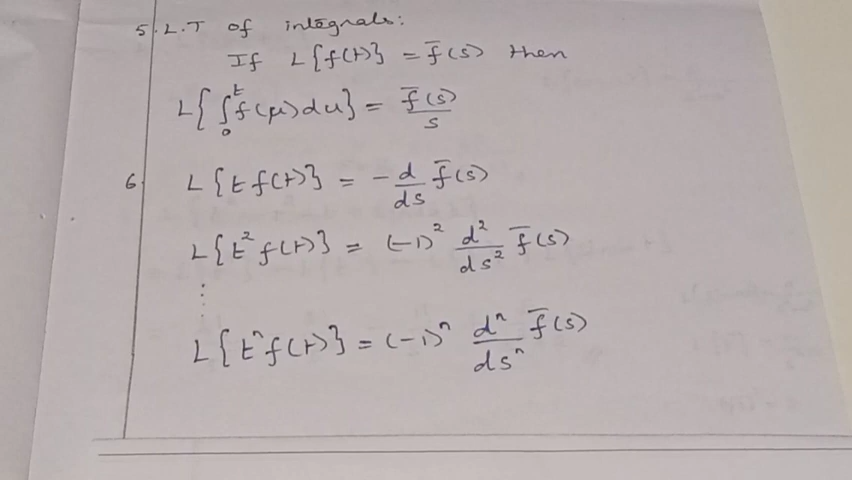 5. L.T of integrals:
If L{f(t)} = f̄(s) then
L{∫₀ᵗ f(μ)du} = f̄(s)/s
6. L{t f(t)} = -d/ds f̄(s)
L{t² f(t)} = (-1)² d²/ds² f̄(s)
⋮
L{tⁿ f(t)} = (-1)ⁿ dⁿ/dsⁿ f̄(s)